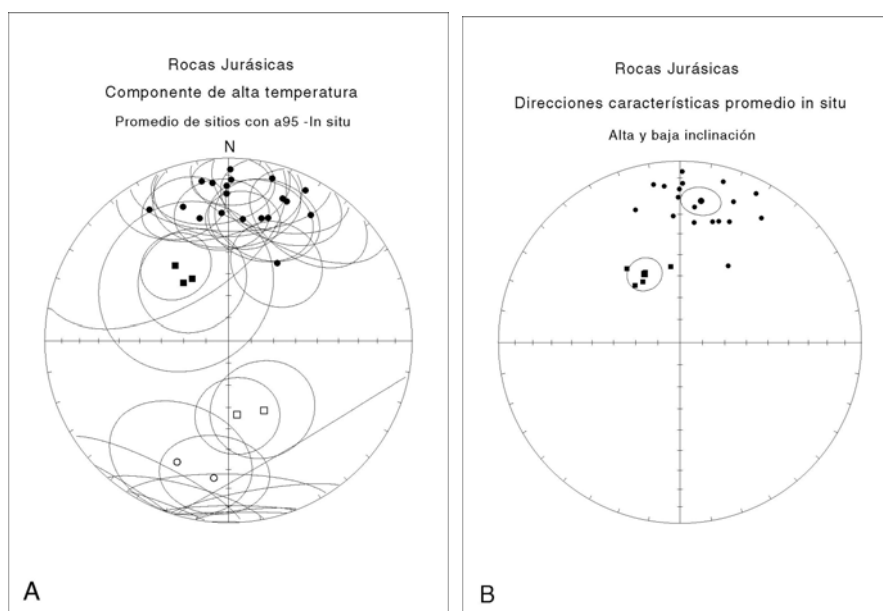 Rocas Jurásicas
Componente de alta temperatura
Promedio de sitios con a95 -In situ
N
A
Rocas Jurásicas
Direcciones características promedio in situ
Alta y baja inclinación
B